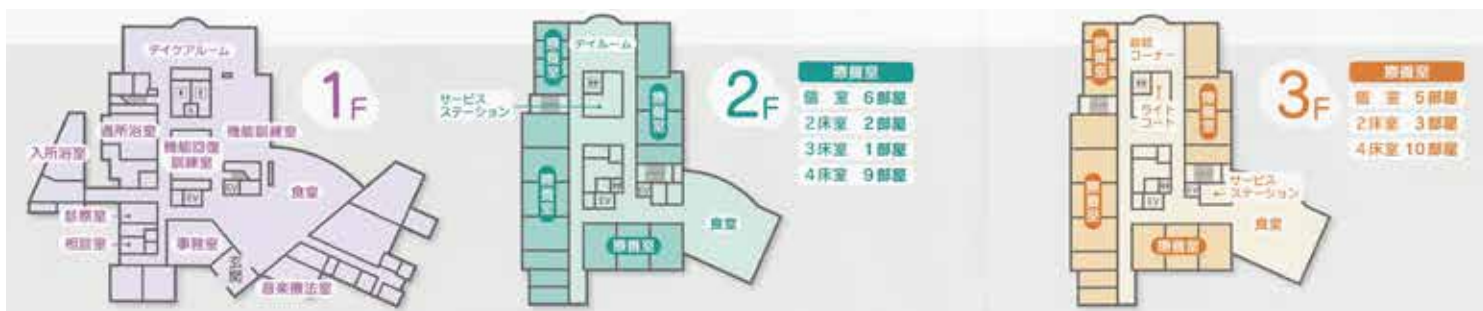 デイケアルーム
1F
通所浴室
機能訓練室
入所浴室
機能回復
訓練室
食堂
EV
EV
診察室
相談室
事務室
玄関
音楽療法室
療養室
デイルーム
サービス
ステーション
療養室
2F
療養室
個室 6部屋
2床室 2部屋
3床室 1部屋
4床室 9部屋
EV
療養室
食堂
療養室
療養室
談話
コーナー
ライト
コート
療養室
3F
療養室
個室 5部屋
2床室 3部屋
4床室 10部屋
EV
サービス
ステーション
療養室
食堂
療養室